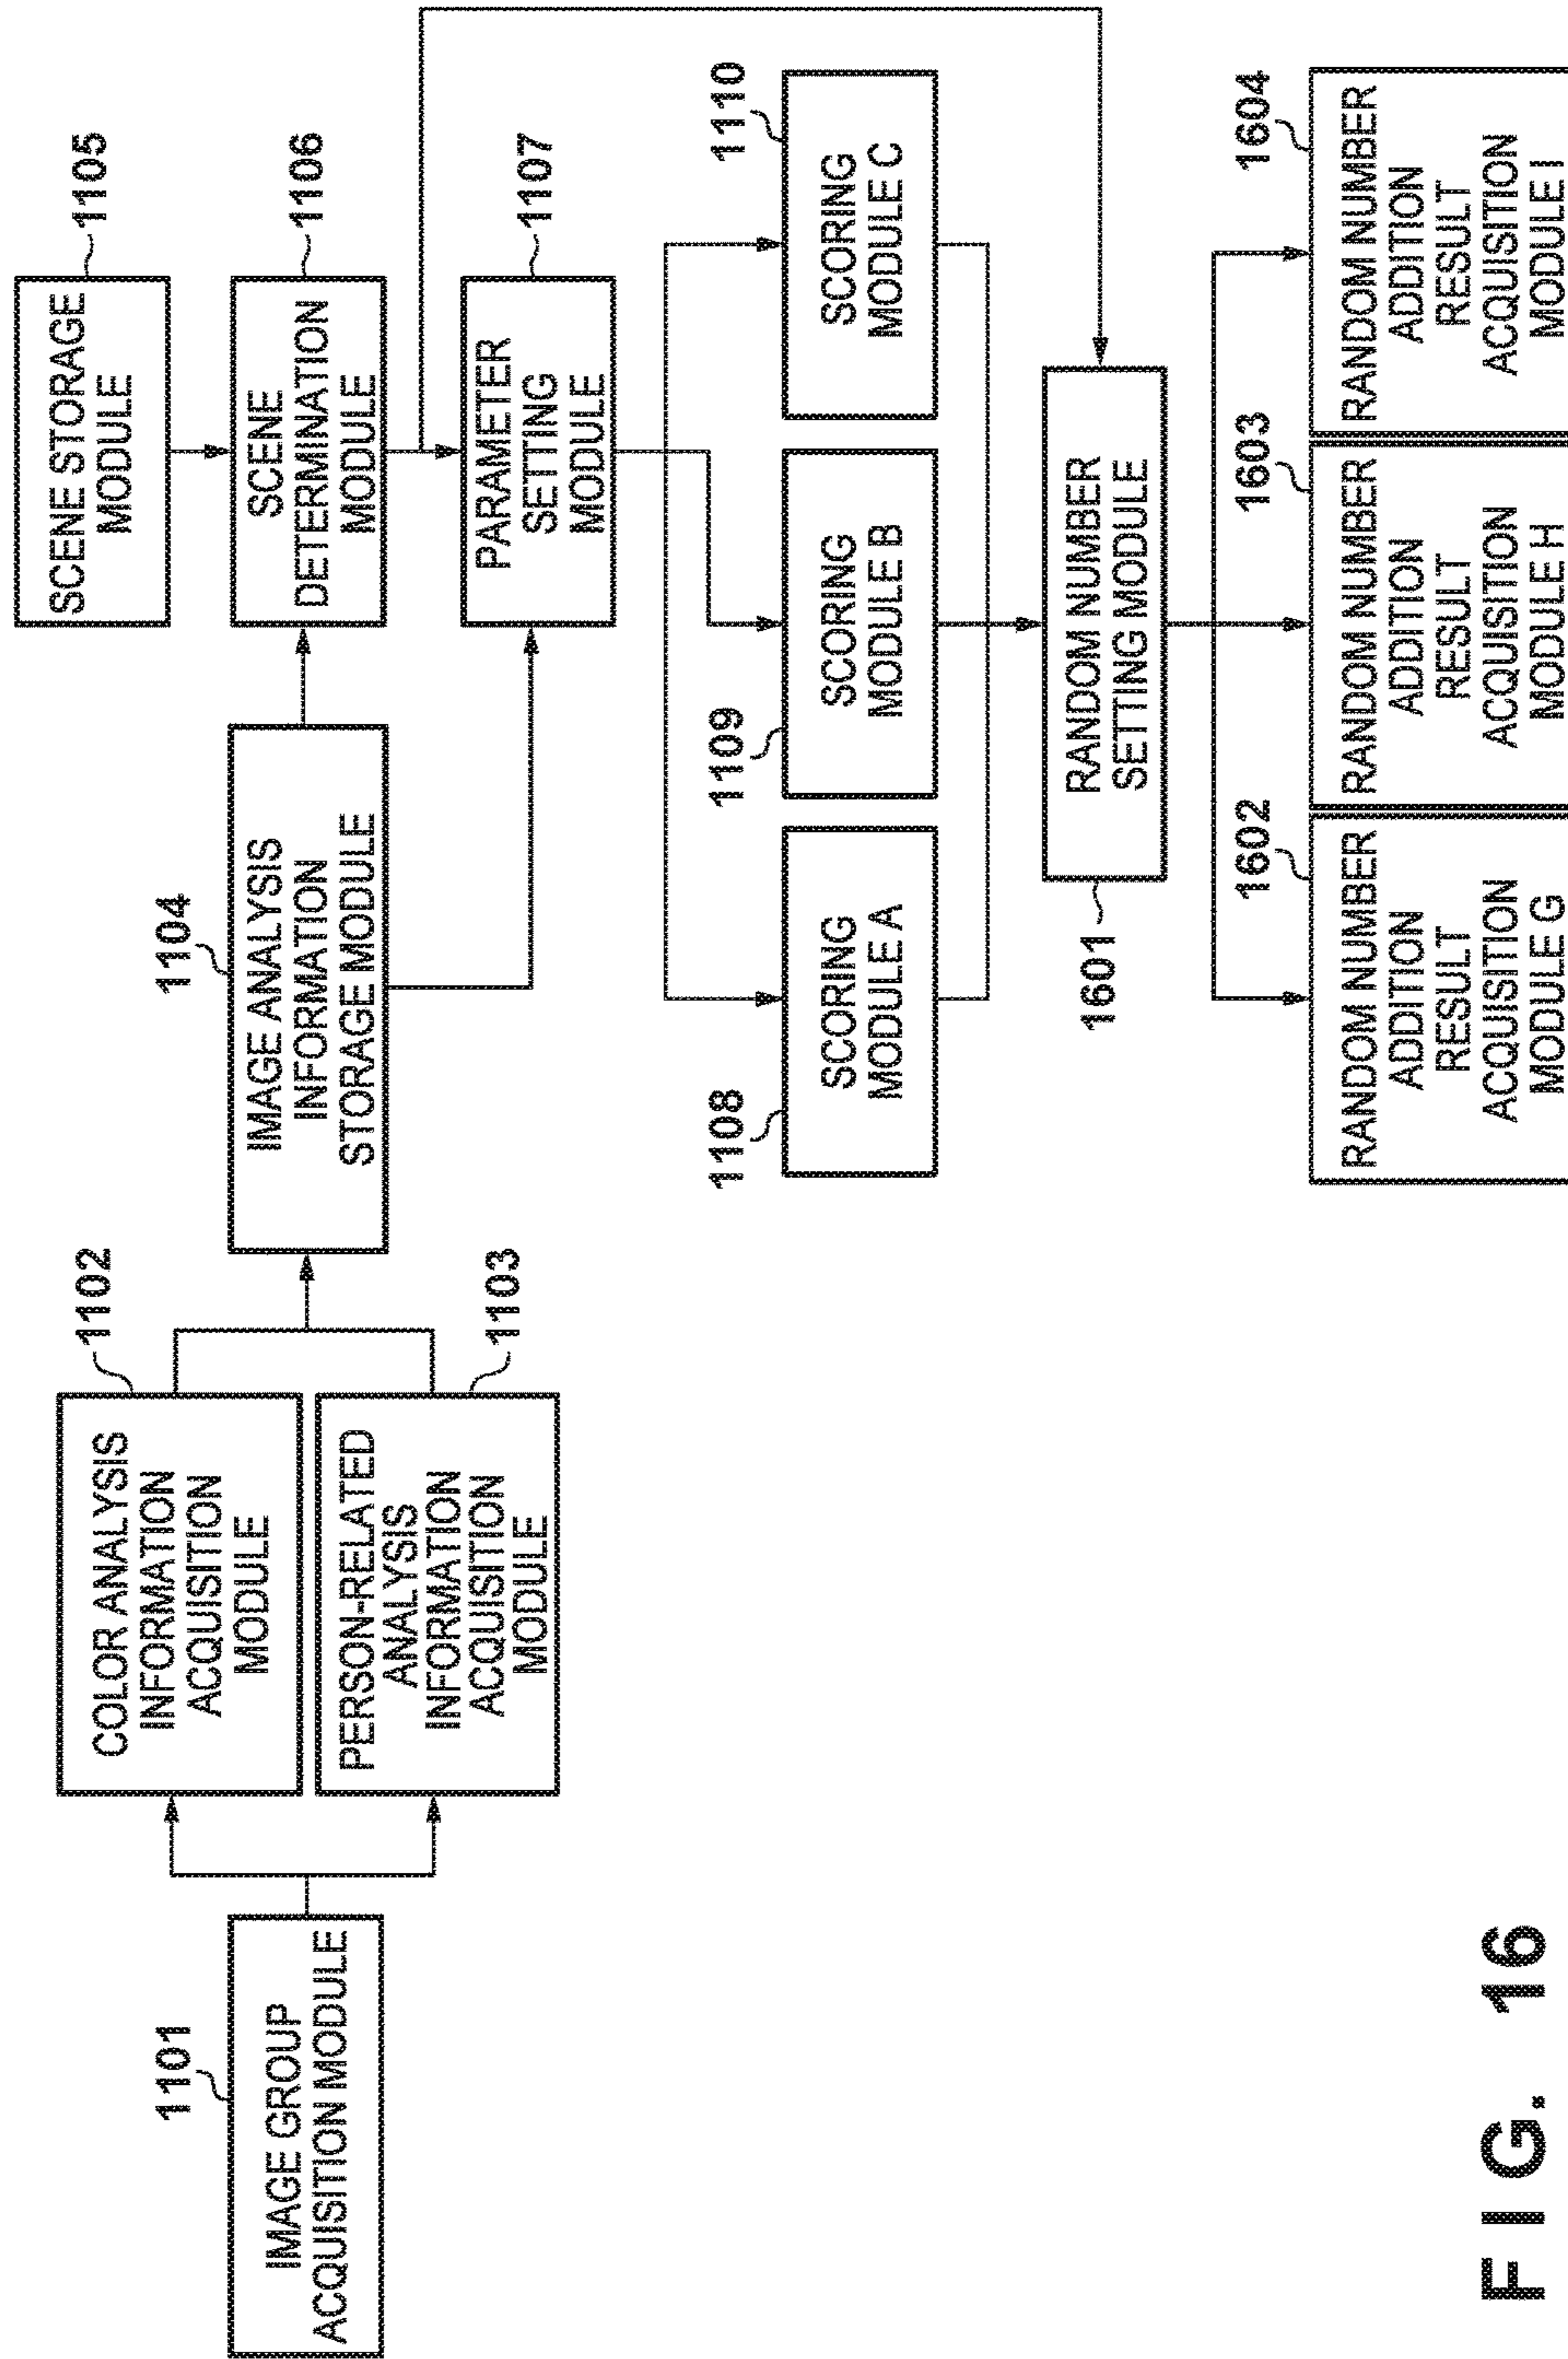 1101
IMAGE GROUP
ACQUISITION MODULE
1102
COLOR ANALYSIS
INFORMATION
ACQUISITION
MODULE
PERSON-RELATED
ANALYSIS
INFORMATION
ACQUISITION
MODULE
1103
1104
IMAGE ANALYSIS
INFORMATION
STORAGE MODULE
SCENE STORAGE
MODULE
1105
SCENE
DETERMINATION
MODULE
1106
PARAMETER
SETTING
MODULE
1107
1108
SCORING
MODULE A
1109
SCORING
MODULE B
1110
SCORING
MODULE C
RANDOM NUMBER
SETTING MODULE
1601
1602
RANDOM NUMBER
ADDITION
RESULT
ACQUISITION
MODULE G
1603
RANDOM NUMBER
ADDITION
RESULT
ACQUISITION
MODULE H
1604
RANDOM NUMBER
ADDITION
RESULT
ACQUISITION
MODULE I
FIG. 16